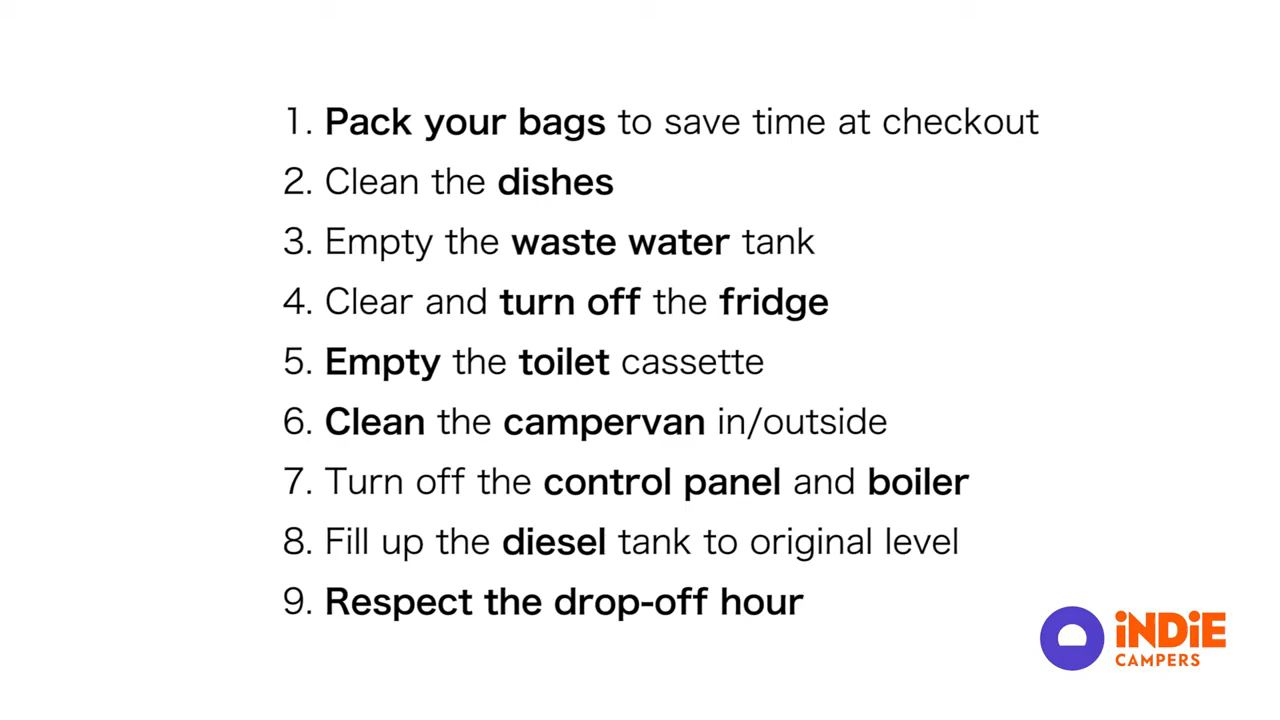 1. Pack your bags to save time at checkout
2. Clean the dishes
3. Empty the waste water tank
4. Clear and turn off the fridge
5. Empty the toilet cassette
6. Clean the campervan in/outside
7. Turn off the control panel and boiler
8. Fill up the diesel tank to original level
9. Respect the drop-off hour
iNDiE
CAMPERS